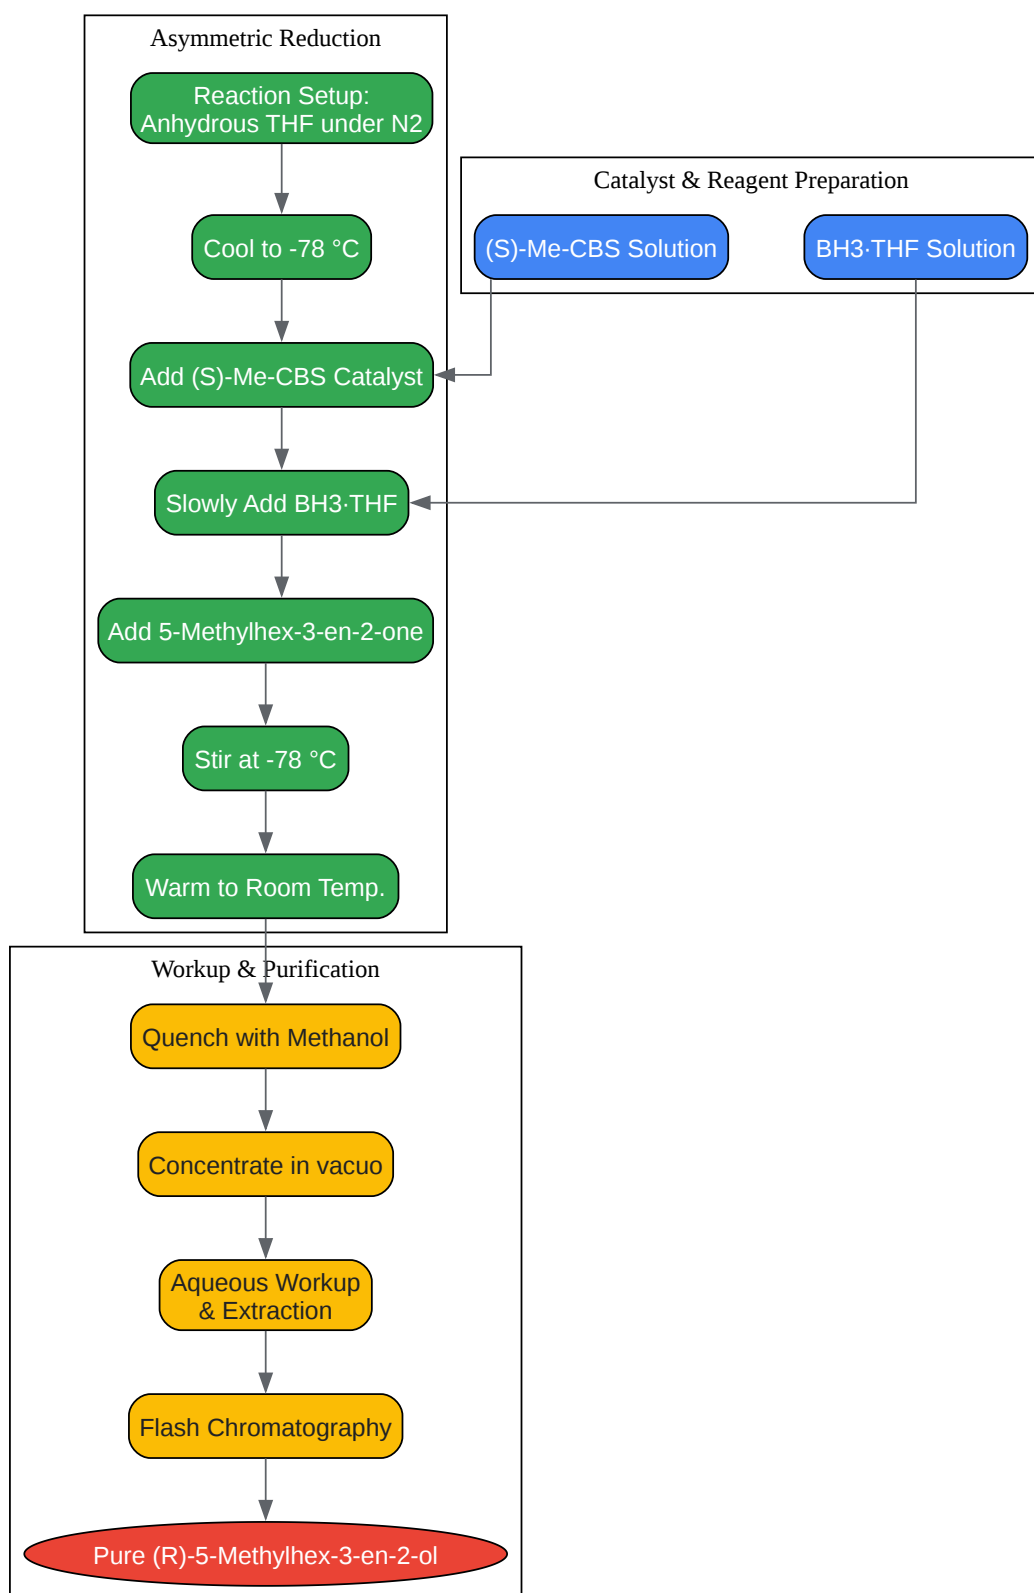 Asymmetric Reduction
Reaction Setup:
Anhydrous THF under N2
Catalyst & Reagent Preparation
Cool to -78 °C
(S)-Me-CBS Solution
BH3·THF Solution
Add (S)-Me-CBS Catalyst
Slowly Add BH3·THF
Add 5-Methylhex-3-en-2-one
Stir at -78 °C
Warm to Room Temp.
Workup & Purification
Quench with Methanol
Concentrate in vacuo
Aqueous Workup
& Extraction
Flash Chromatography
Pure (R)-5-Methylhex-3-en-2-ol